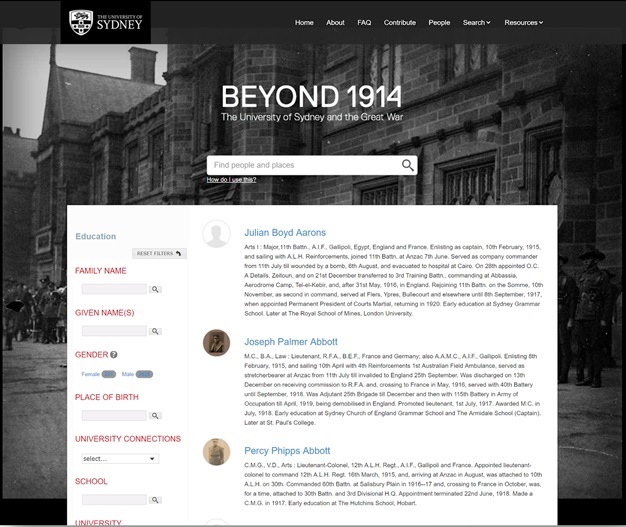 THE UNIVERSITY OF
SYDNEY
Home About FAQ Contribute People Search Resources
BEYOND 1914
The University of Sydney and the Great War
Find people and places
How do I use this?
Education
RESET FILTERS
FAMILY NAME
GIVEN NAME(S)
GENDER ?
Female Male
PLACE OF BIRTH
UNIVERSITY CONNECTIONS
select...
SCHOOL
UNIVERSITY
Julian Boyd Aarons
Arts I : Major,11th Battn., A.I.F., Gallipoli, Egypt, England and France. Enlisting as captain, 10th February, 1915,
and sailing with A.L.H. Reinforcements, joined 11th Battn. at Anzac 7th June. Served as company commander
from 11th July till wounded by a bomb, 6th August, and evacuated to hospital at Cairo. On 28th appointed O.C.
A Details, Zeitoun, and on 21st December transferred to 3rd Training Battn., commanding at Abbassia,
Aerodrome Camp, Tel-el-Kebir, and, after 31st May, 1916, in England. Rejoining 11th Battn. on the Somme, 10th
November, as second in command, served at Flers, Ypres, Bullecourt and elsewhere until 8th September, 1917,
when appointed Permanent President of Courts Martial, returning in 1920. Early education at Sydney Grammar
School. Later at The Royal School of Mines, London University.
Joseph Palmer Abbott
M.C., B.A., Law : Lieutenant, R.F.A., B.E.F., France and Germany; also A.A.M.C., A.I.F., Gallipoli. Enlisting 8th
February, 1915, and sailing 10th April with 4th Reinforcements 1st Australian Field Ambulance, served as
stretcherbearer at Anzac from 11th July till invalided to England 25th September. Was discharged on 13th
December on receiving commission to R.F.A. and, crossing to France in May, 1916, served with 40th Battery
until September, 1918. Was Adjutant 25th Brigade till December and then with 115th Battery in Army of
Occupation till April, 1919, being demobilised in England. Promoted lieutenant, 1st July, 1917. Awarded M.C. in
July, 1918. Early education at Sydney Church of England Grammar School and The Armidale School (Captain).
Later at St. Paul's College.
Percy Phipps Abbott
C.M.G., V.D., Arts : Lieutenant-Colonel, 12th A.L.H. Regt., A.I.F., Gallipoli and France. Appointed lieutenant-
colonel to command 12th A.L.H. Regt. 16th March, 1915, and, arriving at Anzac in August, was attached to 10th
A.L.H. on 30th. Commanded 60th Battn. at Salisbury Plain in 1916--17 and, crossing to France in October, was,
for a time, attached to 30th Battn. and 3rd Divisional H.Q. Appointment terminated 22nd June, 1918. Made a
C.M.G. in 1917. Early education at The Hutchins School, Hobart.